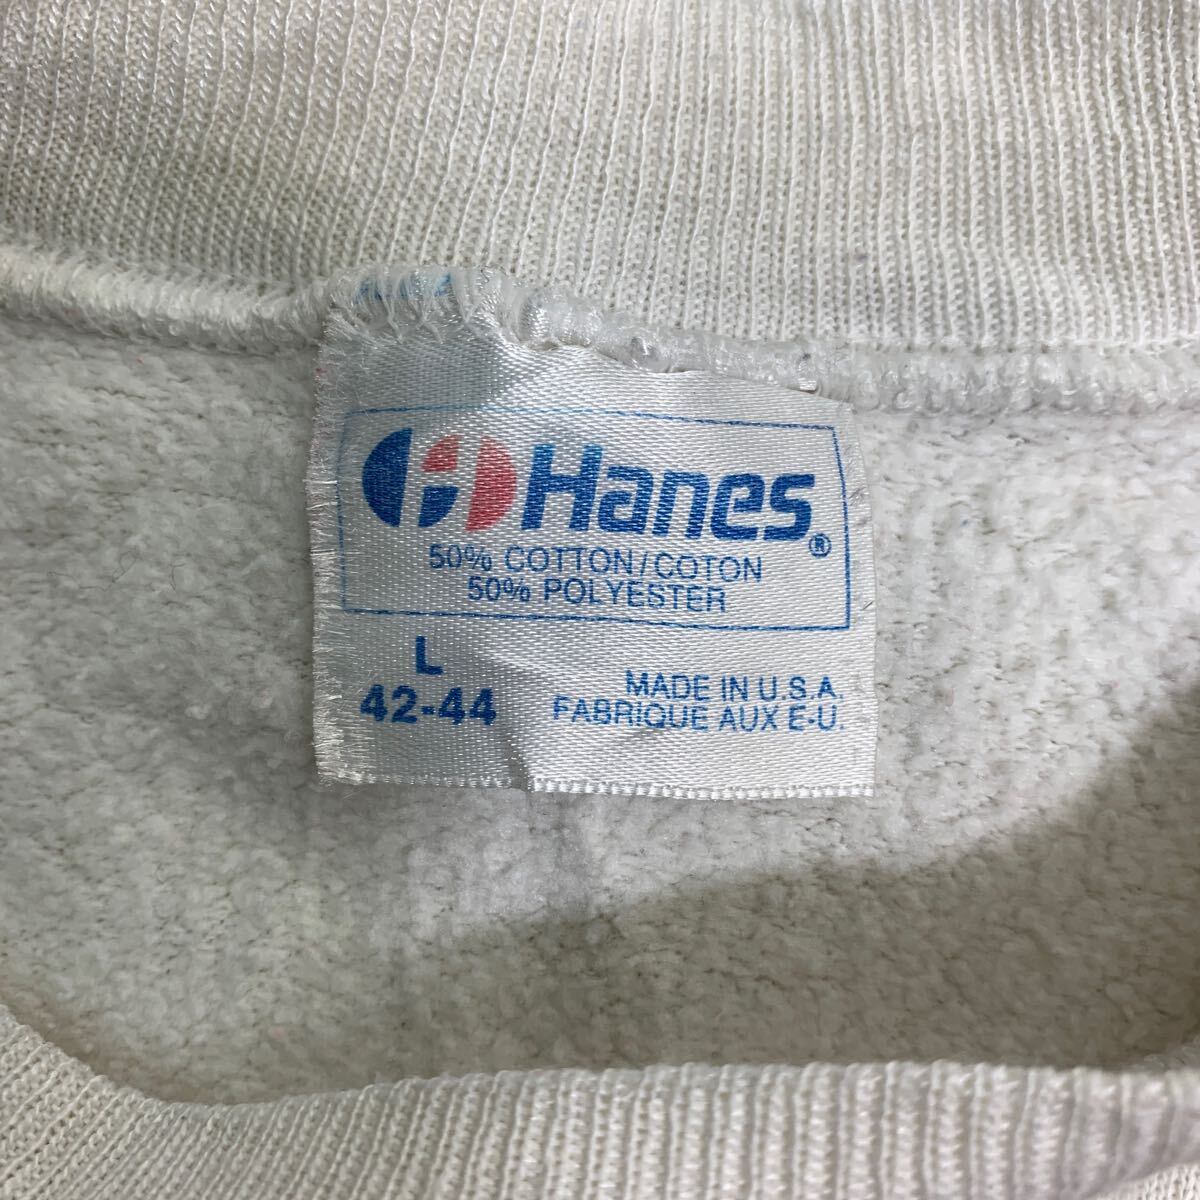 Hanes®
50% COTTON/COTON
50% POLYESTER
L
42-44
MADE IN U.S.A.
FABRIQUE AUX E-U.